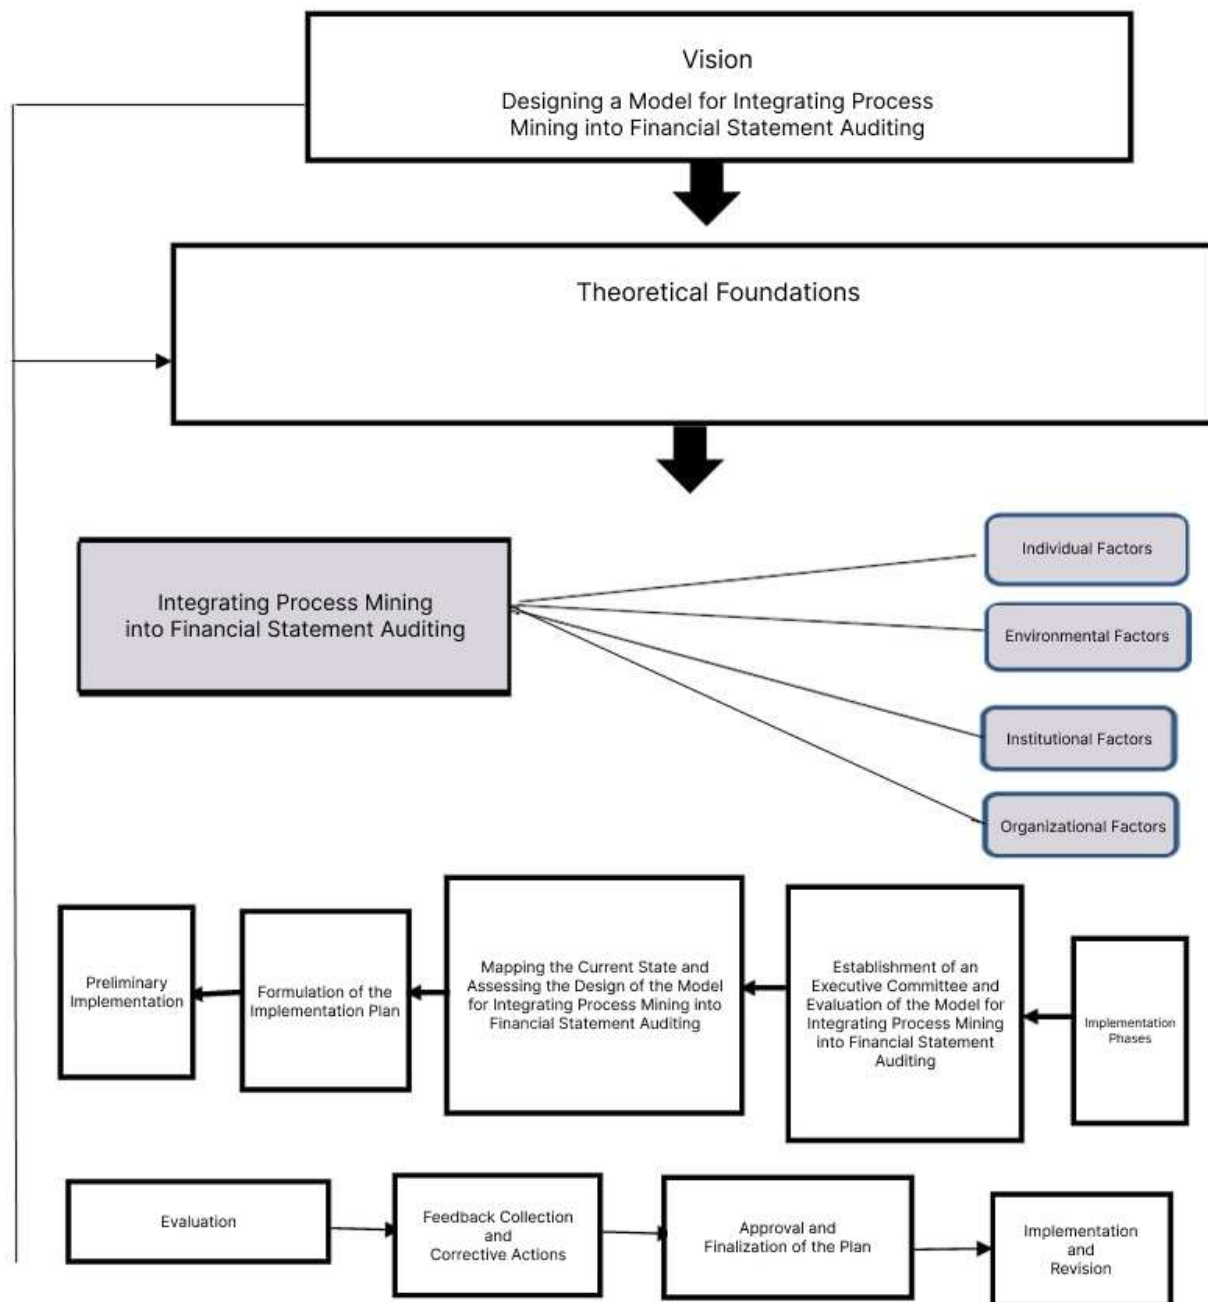 Vision
Designing a Model for Integrating Process
Mining into Financial Statement Auditing
Theoretical Foundations
Integrating Process Mining
into Financial Statement Auditing
Individual Factors
Environmental Factors
Institutional Factors
Organizational Factors
Preliminary
Implementation
Formulation of the
Implementation Plan
Mapping the Current State and
Assessing the Design of the Model
for Integrating Process Mining into
Financial Statement Auditing
Establishment of an
Executive Committee and
Evaluation of the Model for
Integrating Process Mining
into Financial Statement
Auditing
Implementation
Phases
Evaluation
Feedback Collection
and
Corrective Actions
Approval and
Finalization of the Plan
Implementation
and
Revision